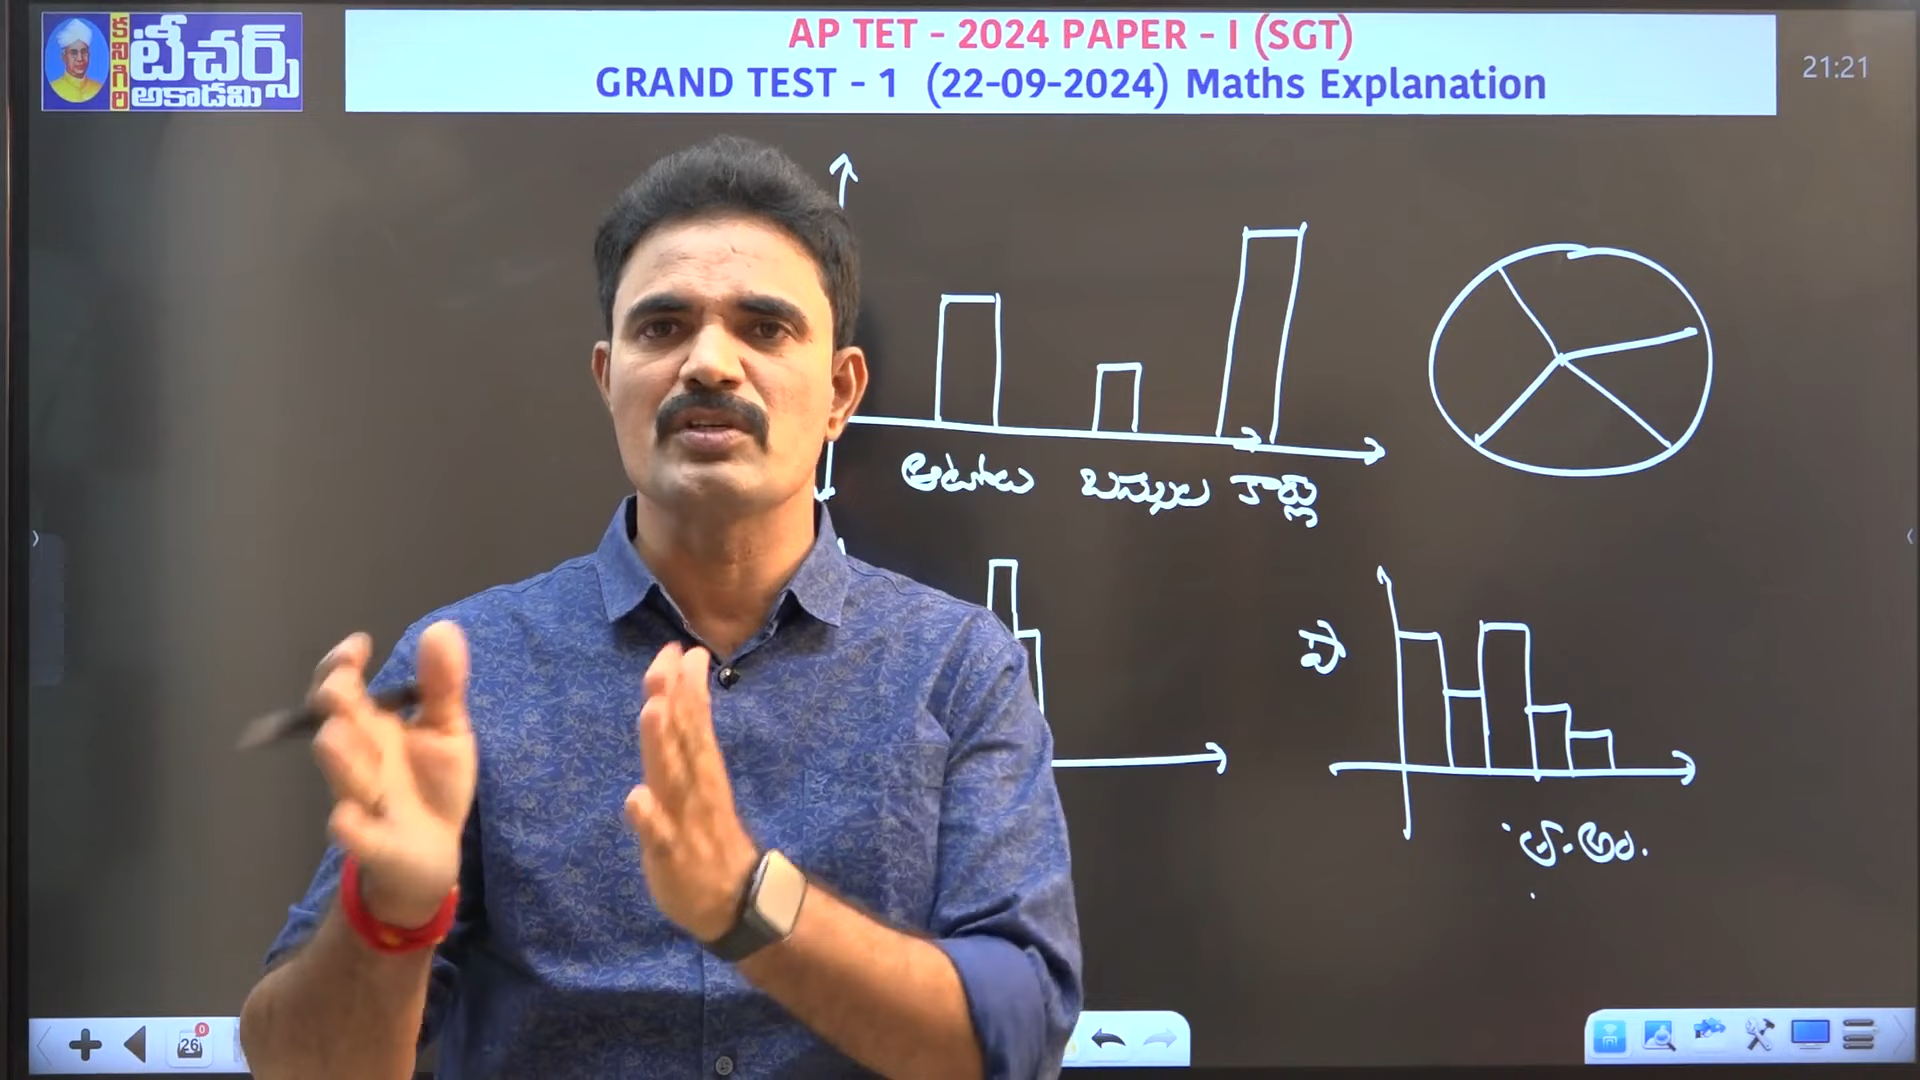 కనిగిరి
టీచర్స్
అకాడమి
AP TET - 2024 PAPER - I (SGT)
GRAND TEST - 1 (22-09-2024) Maths Explanation
21:21
ఆటోలు బస్సులు కార్లు
పౌ
త.అం.
0
26